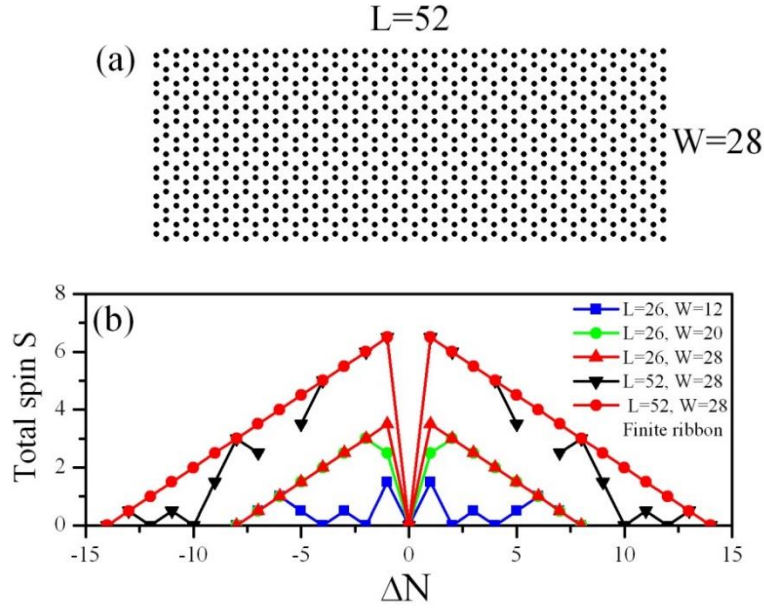 L=52
(a)
W=28
(b)
Total spin S
8
6
4
2
0
L=26, W=12
L=26, W=20
L=26, W=28
L=52, W=28
L=52, W=28
Finite ribbon
-15 -10 -5 0 5 10 15
ΔN